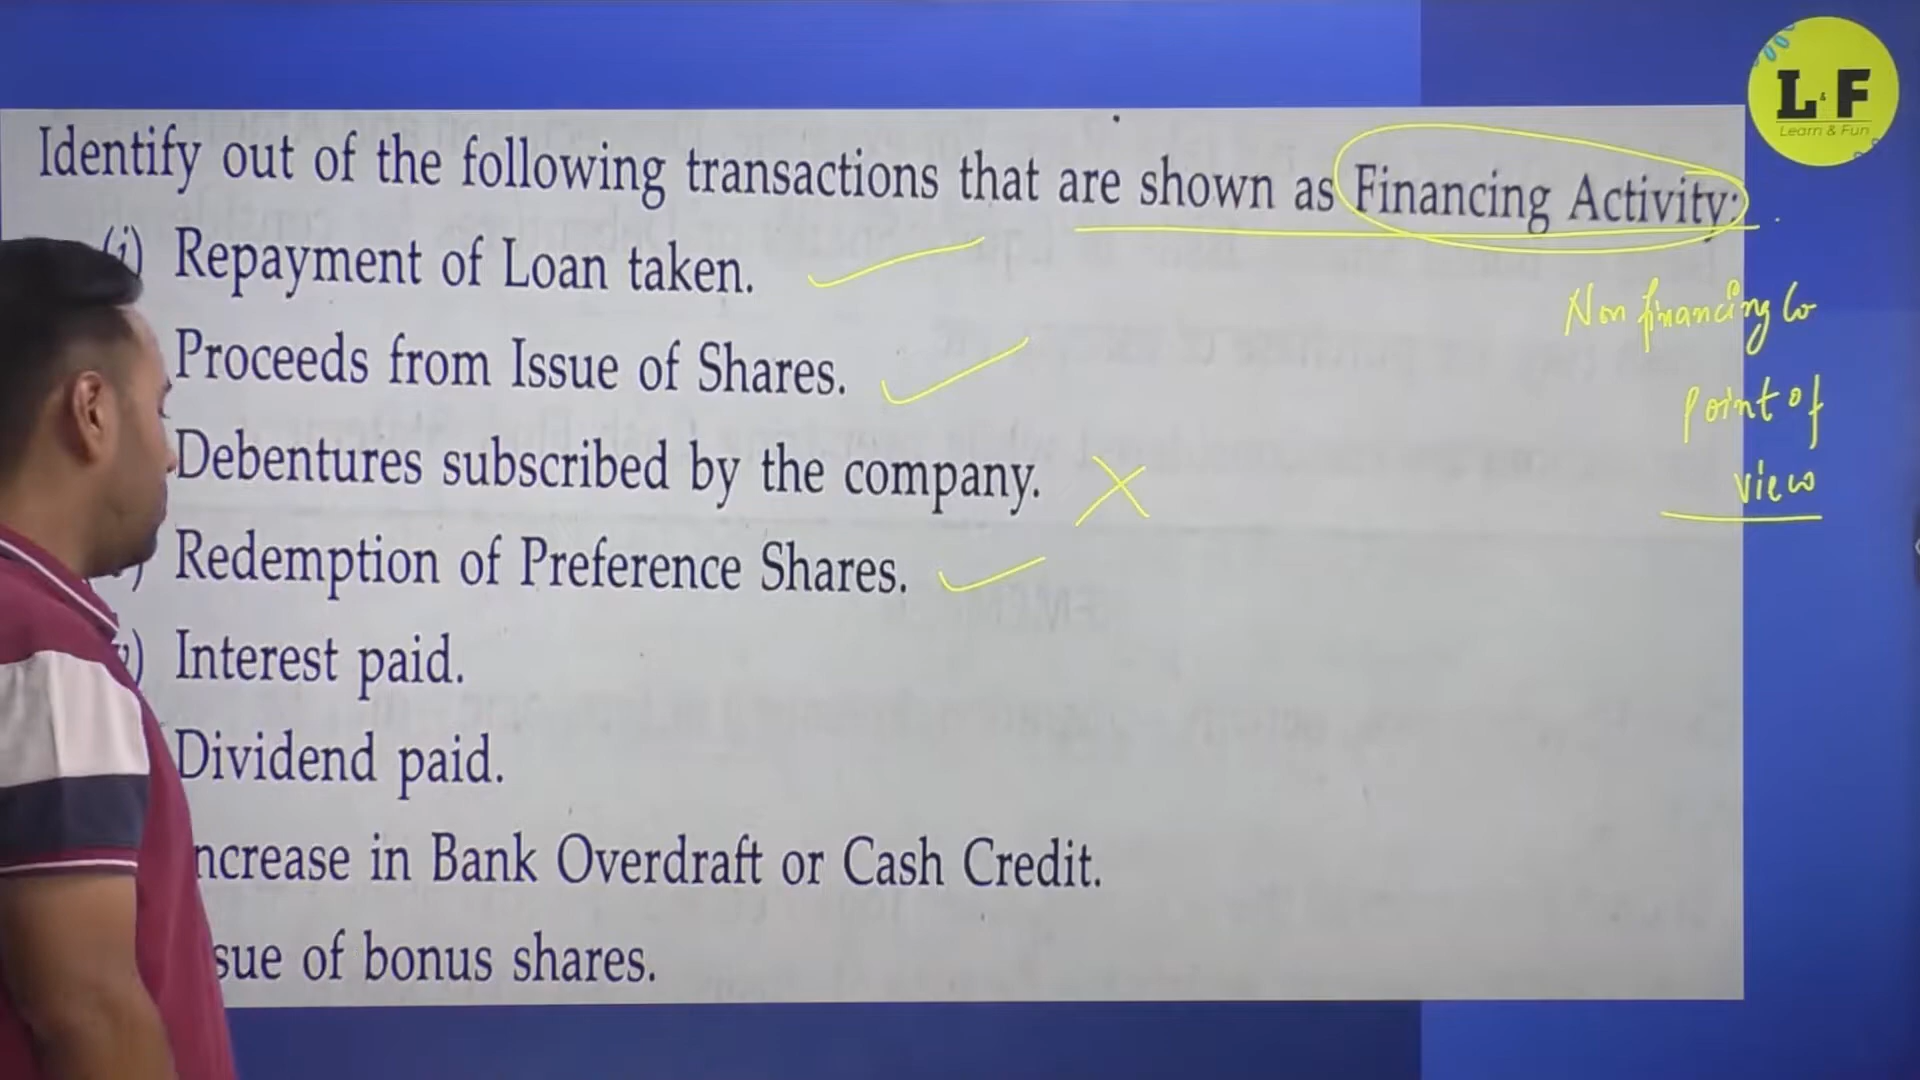 L&F
Learn & Fun
Identify out of the following transactions that are shown as Financing Activity:
(i) Repayment of Loan taken.
Non financing Co
Proceeds from Issue of Shares.
point of
Debentures subscribed by the company.
view
Redemption of Preference Shares.
Interest paid.
Dividend paid.
ncrease in Bank Overdraft or Cash Credit.
sue of bonus shares.